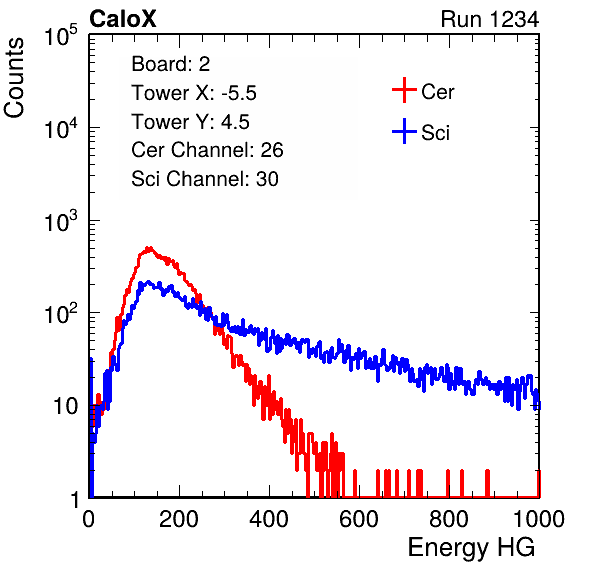 CaloX Run 1234
Counts
10^5
10^4
10^3
10^2
10
1
Board: 2
Tower X: -5.5
Tower Y: 4.5
Cer Channel: 26
Sci Channel: 30
Cer
Sci
0 200 400 600 800 1000
Energy HG